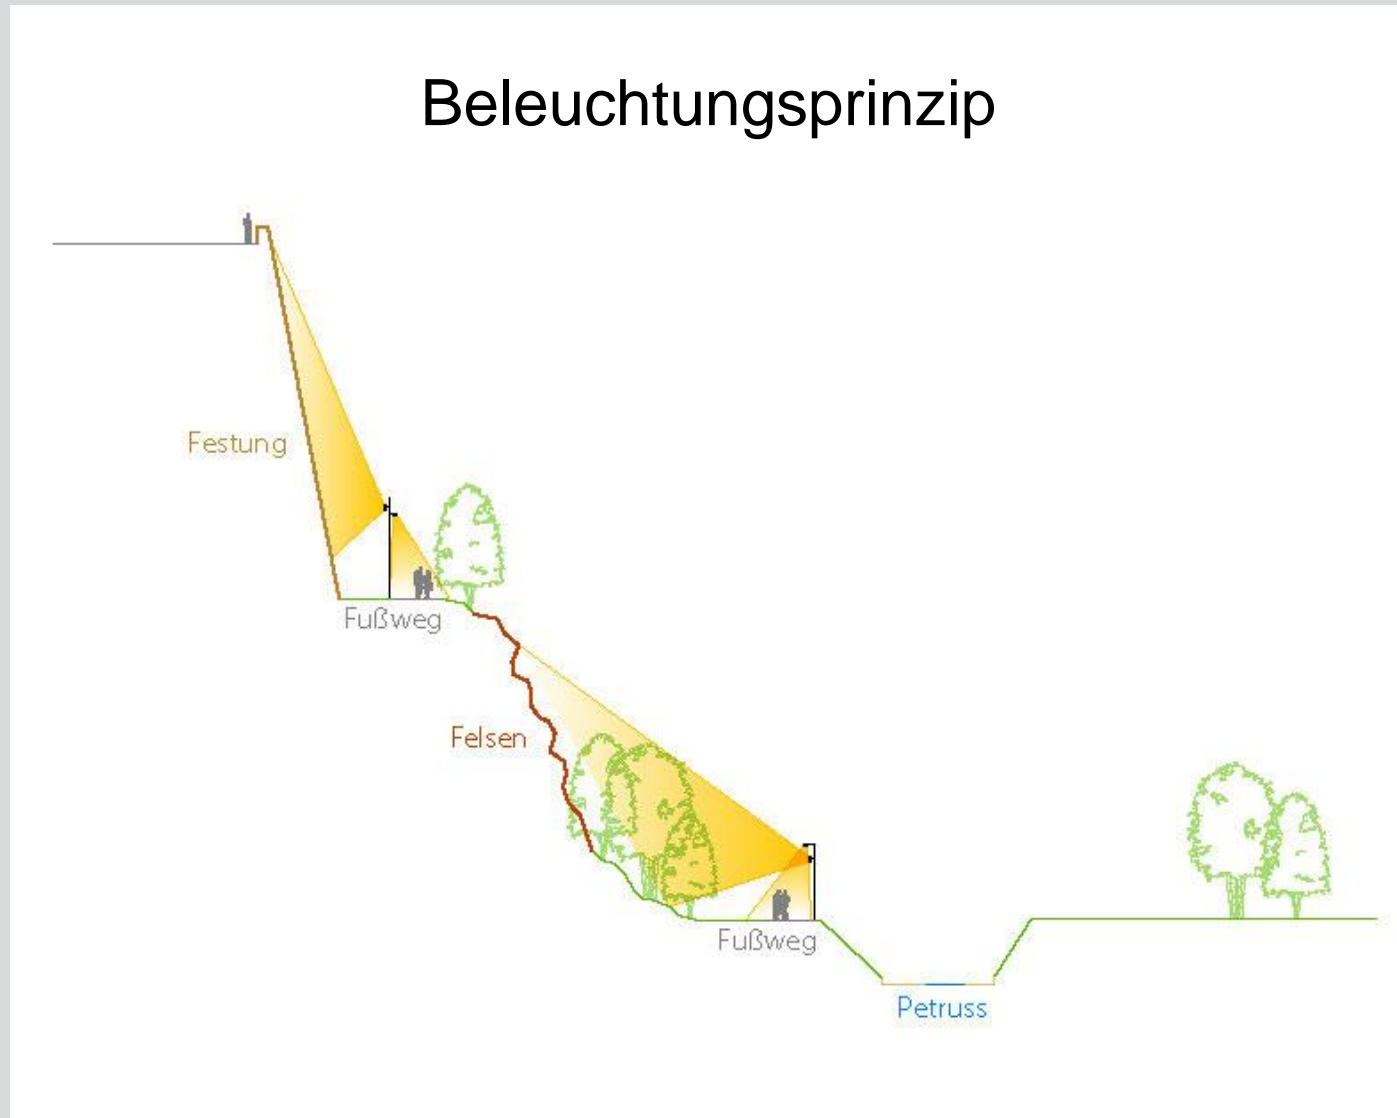 Beleuchtungsprinzip
Festung
Fußweg
Felsen
Fußweg
Petruss